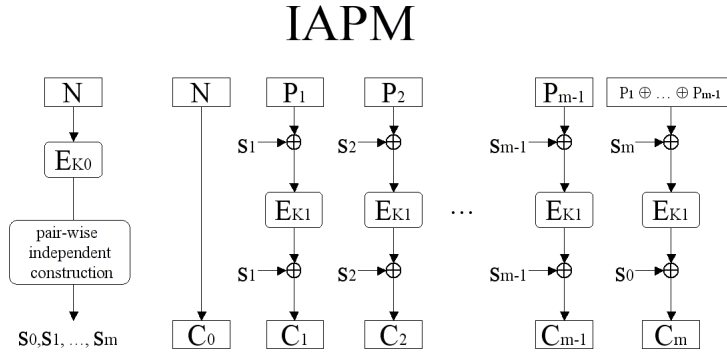 IAPM
N N P1 P2 Pm-1 P1 ⊕ ... ⊕ Pm-1
S1 S2 Sm-1 Sm
EK0
EK1 EK1 ... EK1 EK1
pair-wise
independent
construction
S1 S2 Sm-1 S0
S0,S1, ..., Sm C0 C1 C2 Cm-1 Cm